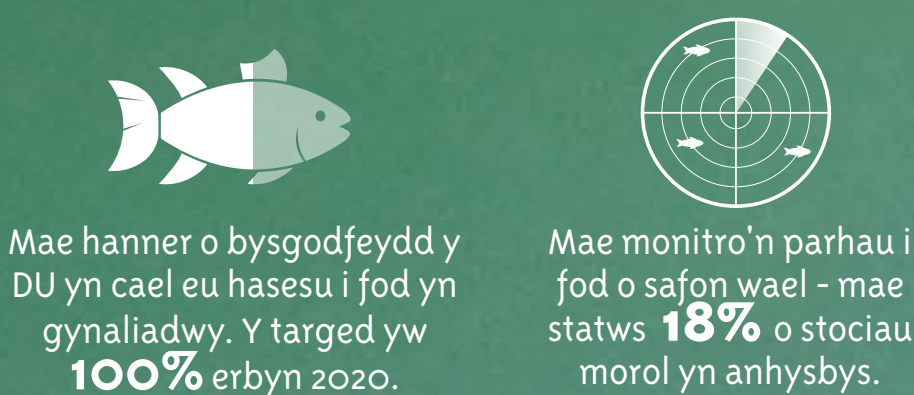 Mae hanner o bysgodfeydd y
DU yn cael eu hasesu i fod yn
gynaliadwy. Y targed yw
100% erbyn 2020.
Mae monitro'n parhau i
fod o safon wael - mae
statws 18% o stociau
morol yn anhysbys.